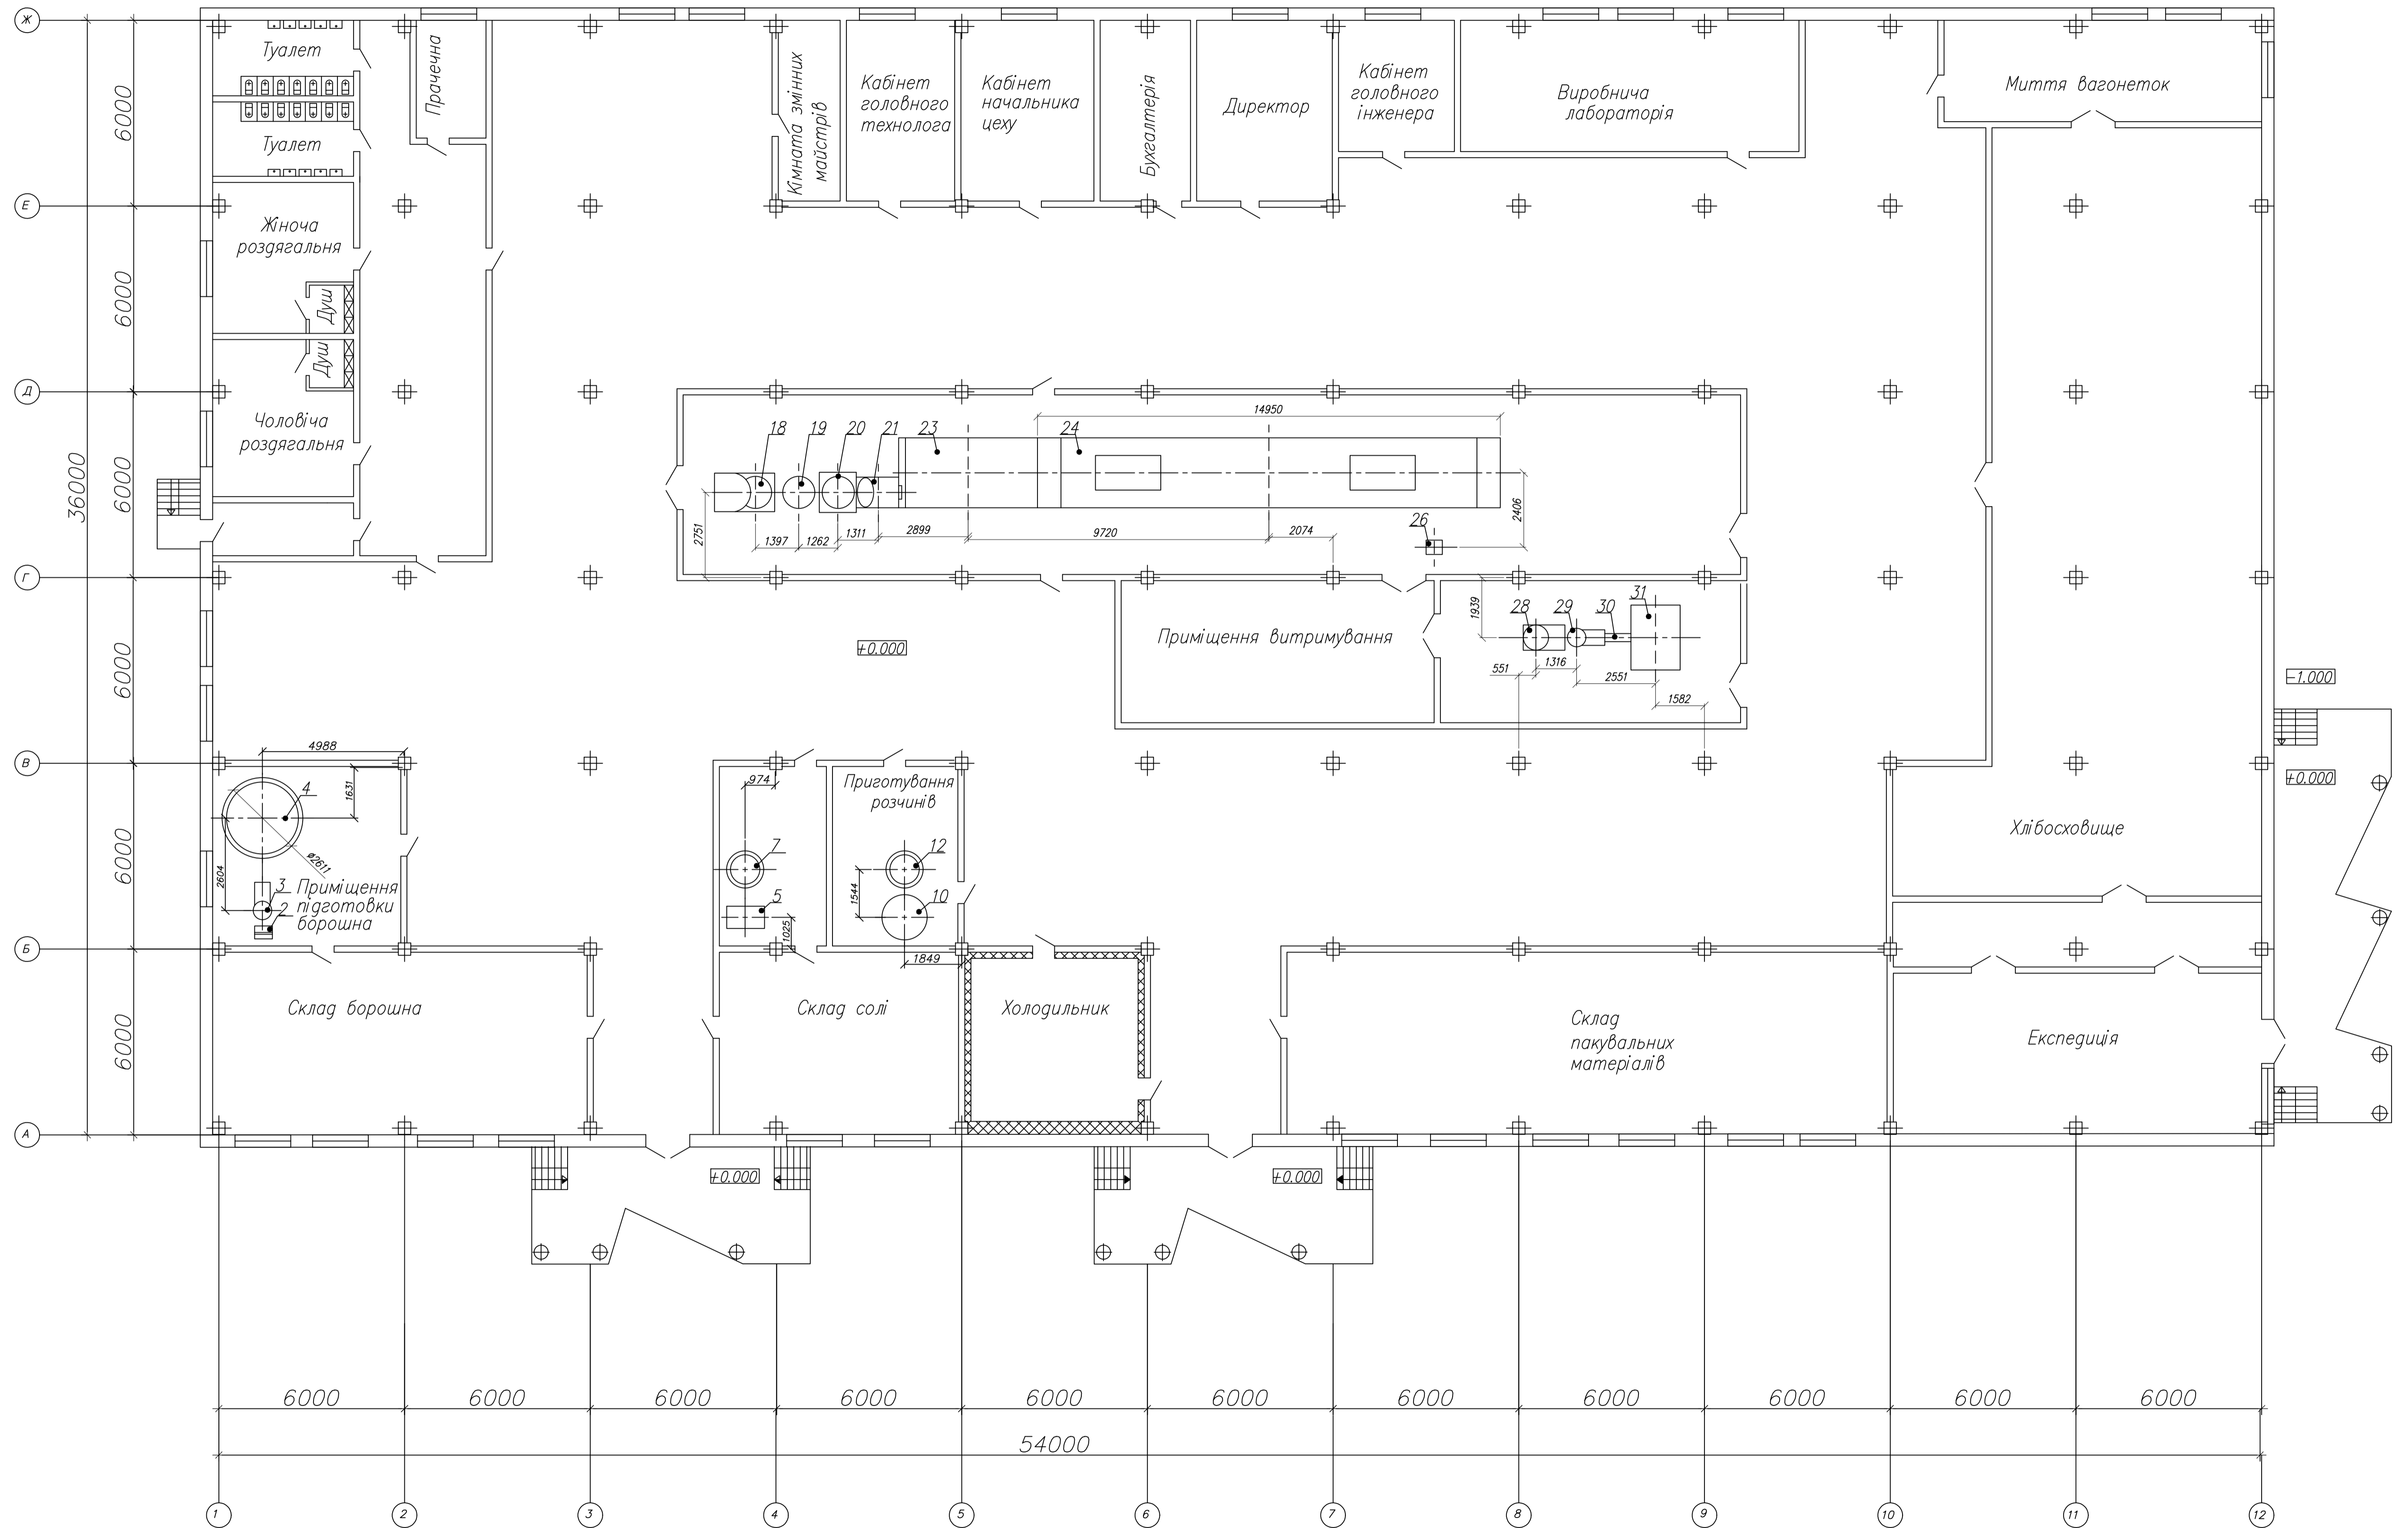 Ж
Туалет
Прачечна
Кімната змінних
майстрів
Кабінет
головного
технолога
Кабінет
начальника
цеху
Бухгалтерія
Директор
Кабінет
головного
інженера
Виробнича
лабораторія
Миття вагонеток
6000
Туалет
Е
Жіноча
роздягальня
6000
Душ
Душ
Д
Чоловіча
роздягальня
36000
6000
14950
18
19
20
21
23
24
26
2751
1397
1262
1311
2899
9720
2074
2406
Г
6000
+0.000
Приміщення витримування
1939
28
29
30
31
551
1316
2551
1582
-1.000
+0.000
В
4988
4
1631
ø2611
2604
3
2
Приміщення
підготовки
борошна
6000
974
7
5
1025
Приготування
розчинів
12
10
1544
1849
Хлібосховище
Б
Склад борошна
Склад солі
Холодильник
Склад
пакувальних
матеріалів
Експедиція
6000
А
+0.000
+0.000
6000
6000
6000
6000
6000
6000
6000
6000
6000
6000
6000
54000
1
2
3
4
5
6
7
8
9
10
11
12